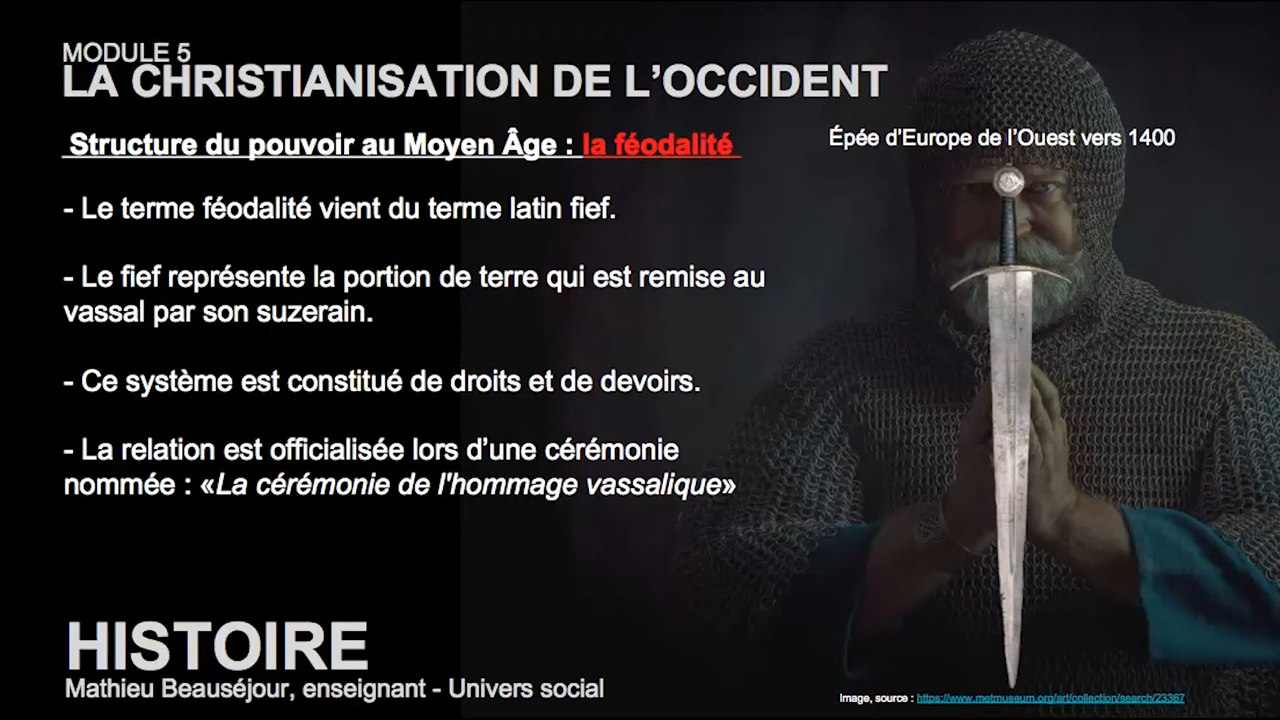 MODULE 5
LA CHRISTIANISATION DE L'OCCIDENT
Structure du pouvoir au Moyen Âge : la féodalité
Épée d'Europe de l'Ouest vers 1400
- Le terme féodalité vient du terme latin fief.
- Le fief représente la portion de terre qui est remise au
vassal par son suzerain.
- Ce système est constitué de droits et de devoirs.
- La relation est officialisée lors d'une cérémonie
nommée : «La cérémonie de l'hommage vassalique»
HISTOIRE
Mathieu Beauséjour, enseignant - Univers social
Image, source : https://www.metmuseum.org/art/collection/search/23367